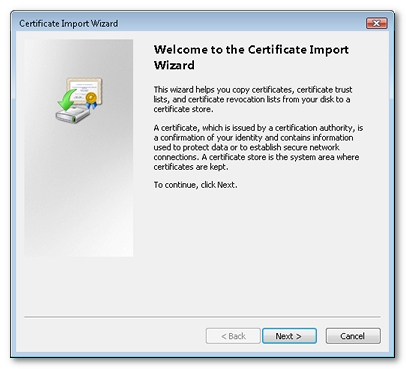 Certificate Import Wizard
Welcome to the Certificate Import
Wizard
This wizard helps you copy certificates, certificate trust
lists, and certificate revocation lists from your disk to a
certificate store.
A certificate, which is issued by a certification authority, is
a confirmation of your identity and contains information
used to protect data or to establish secure network
connections. A certificate store is the system area where
certificates are kept.
To continue, click Next.
< Back
Next >
Cancel